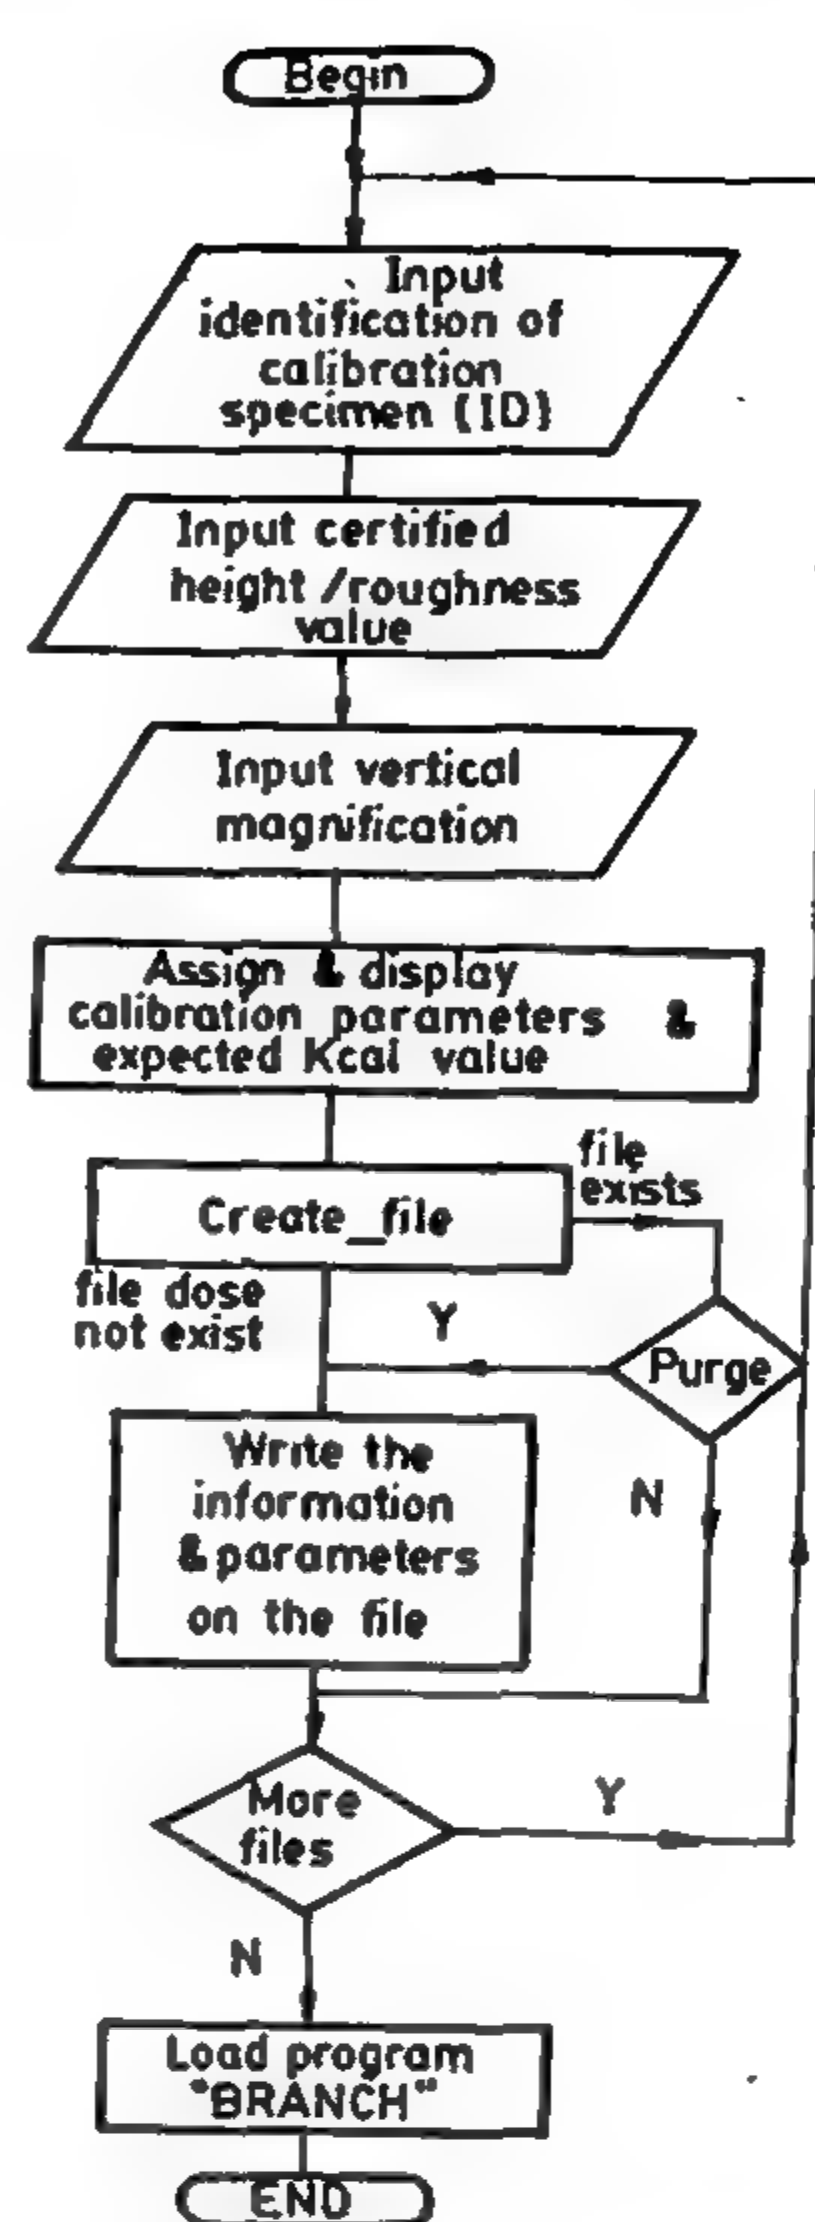 Begin
Input
identification of
calibration
specimen (ID)
Input certified
height /roughness
value
Input vertical
magnification
Assign & display
calibration parameters &
expected Kcal value
file
exists
Create_file
file dose
not exist
Y
Purge
Write the
information
& parameters
on the file
N
More
files
Y
N
Load program
"BRANCH"
END